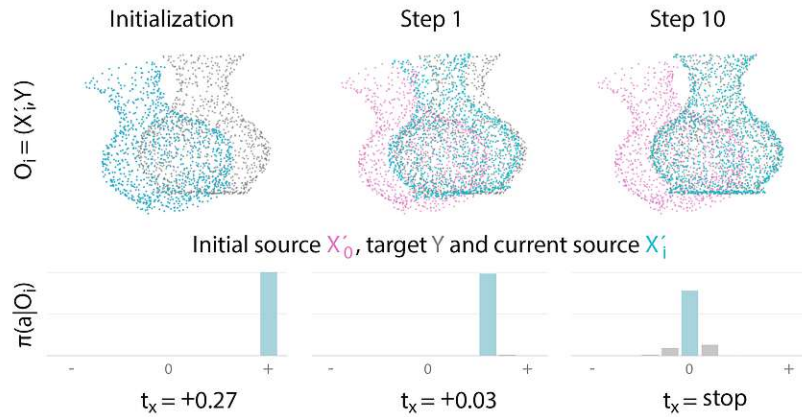 Initialization Step 1 Step 10
O_i = (X'_i, Y)
Initial source X'_0, target Y and current source X'_i
π(a|O_i)
- 0 + - 0 + - 0 +
t_x = +0.27 t_x = +0.03 t_x = stop